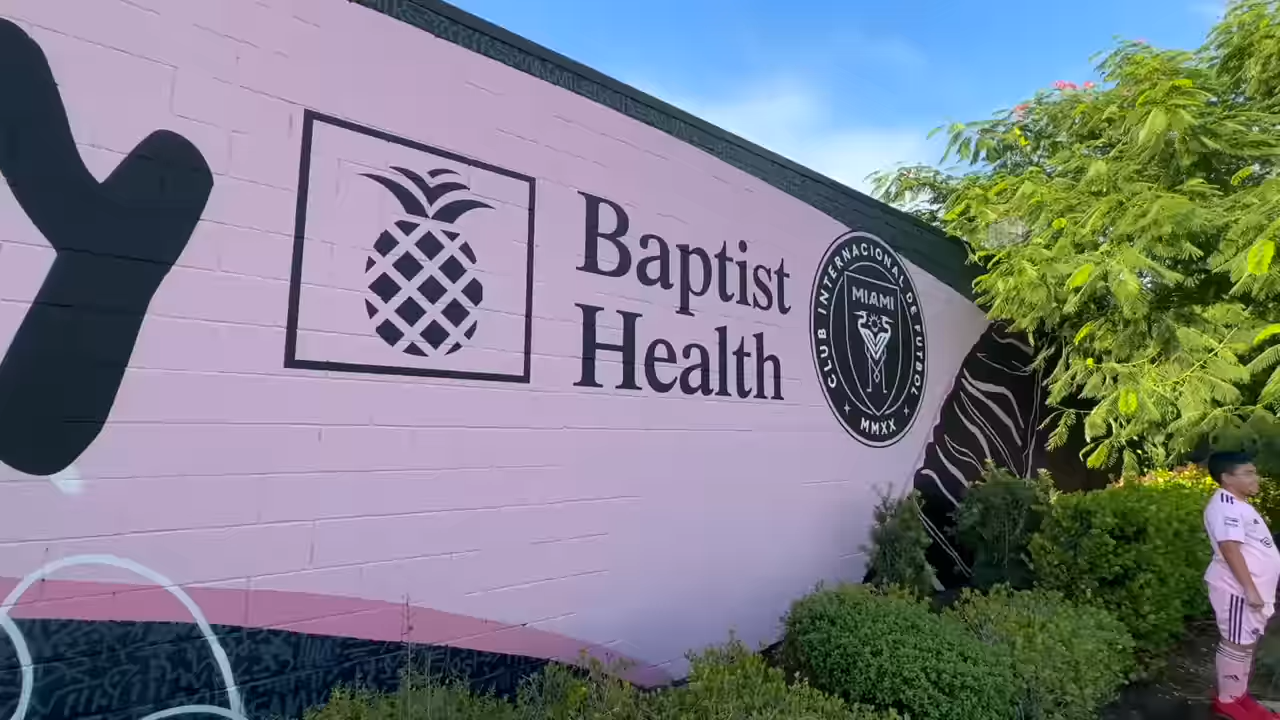 Y
Baptist
Health
CLUB INTERNACIONAL DE FUTBOL
MIAMI
MMXX